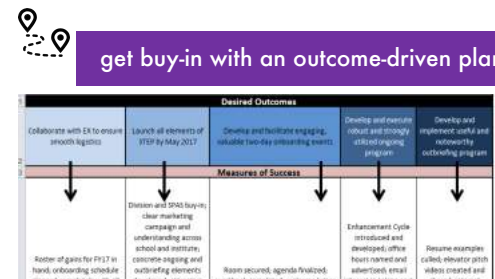 get buy-in with an outcome-driven plan
Desired Outcomes
Collaborate with EX to ensure
smooth logistics
Launch all elements of
STEP by May 2017
Develop and facilitate engaging,
valuable two-day onboarding events
Develop and execute
robust and strongly
utilized ongoing
program
Develop and
implement useful and
noteworthy
outbriefing program
Measures of Success
Roster of gains for FY17 in
hand; onboarding schedule
Division and SPAS buy-in;
clear marketing
campaign and
understanding across
school and institute;
concrete ongoing and
outbriefing elements
Room secured; agenda finalized;
Enhancement Cycle
introduced and
developed; office
hours named and
advertised; email
Resume examples
culled; elevator pitch
videos created and